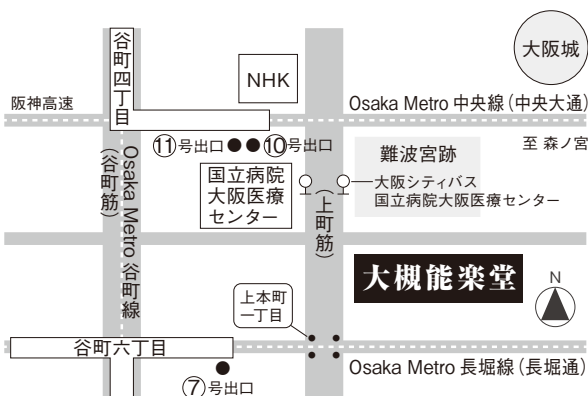 大阪城
谷町四丁目
NHK
阪神高速
Osaka Metro 中央線(中央大通)
⑪号出口
⑩号出口
至 森ノ宮
難波宮跡
国立病院
大阪医療
センター
大阪シティバス
国立病院大阪医療センター
Osaka Metro 谷町線
(谷町筋)
(上町筋)
大槻能楽堂
N
上本町
一丁目
谷町六丁目
Osaka Metro 長堀線(長堀通)
⑦号出口